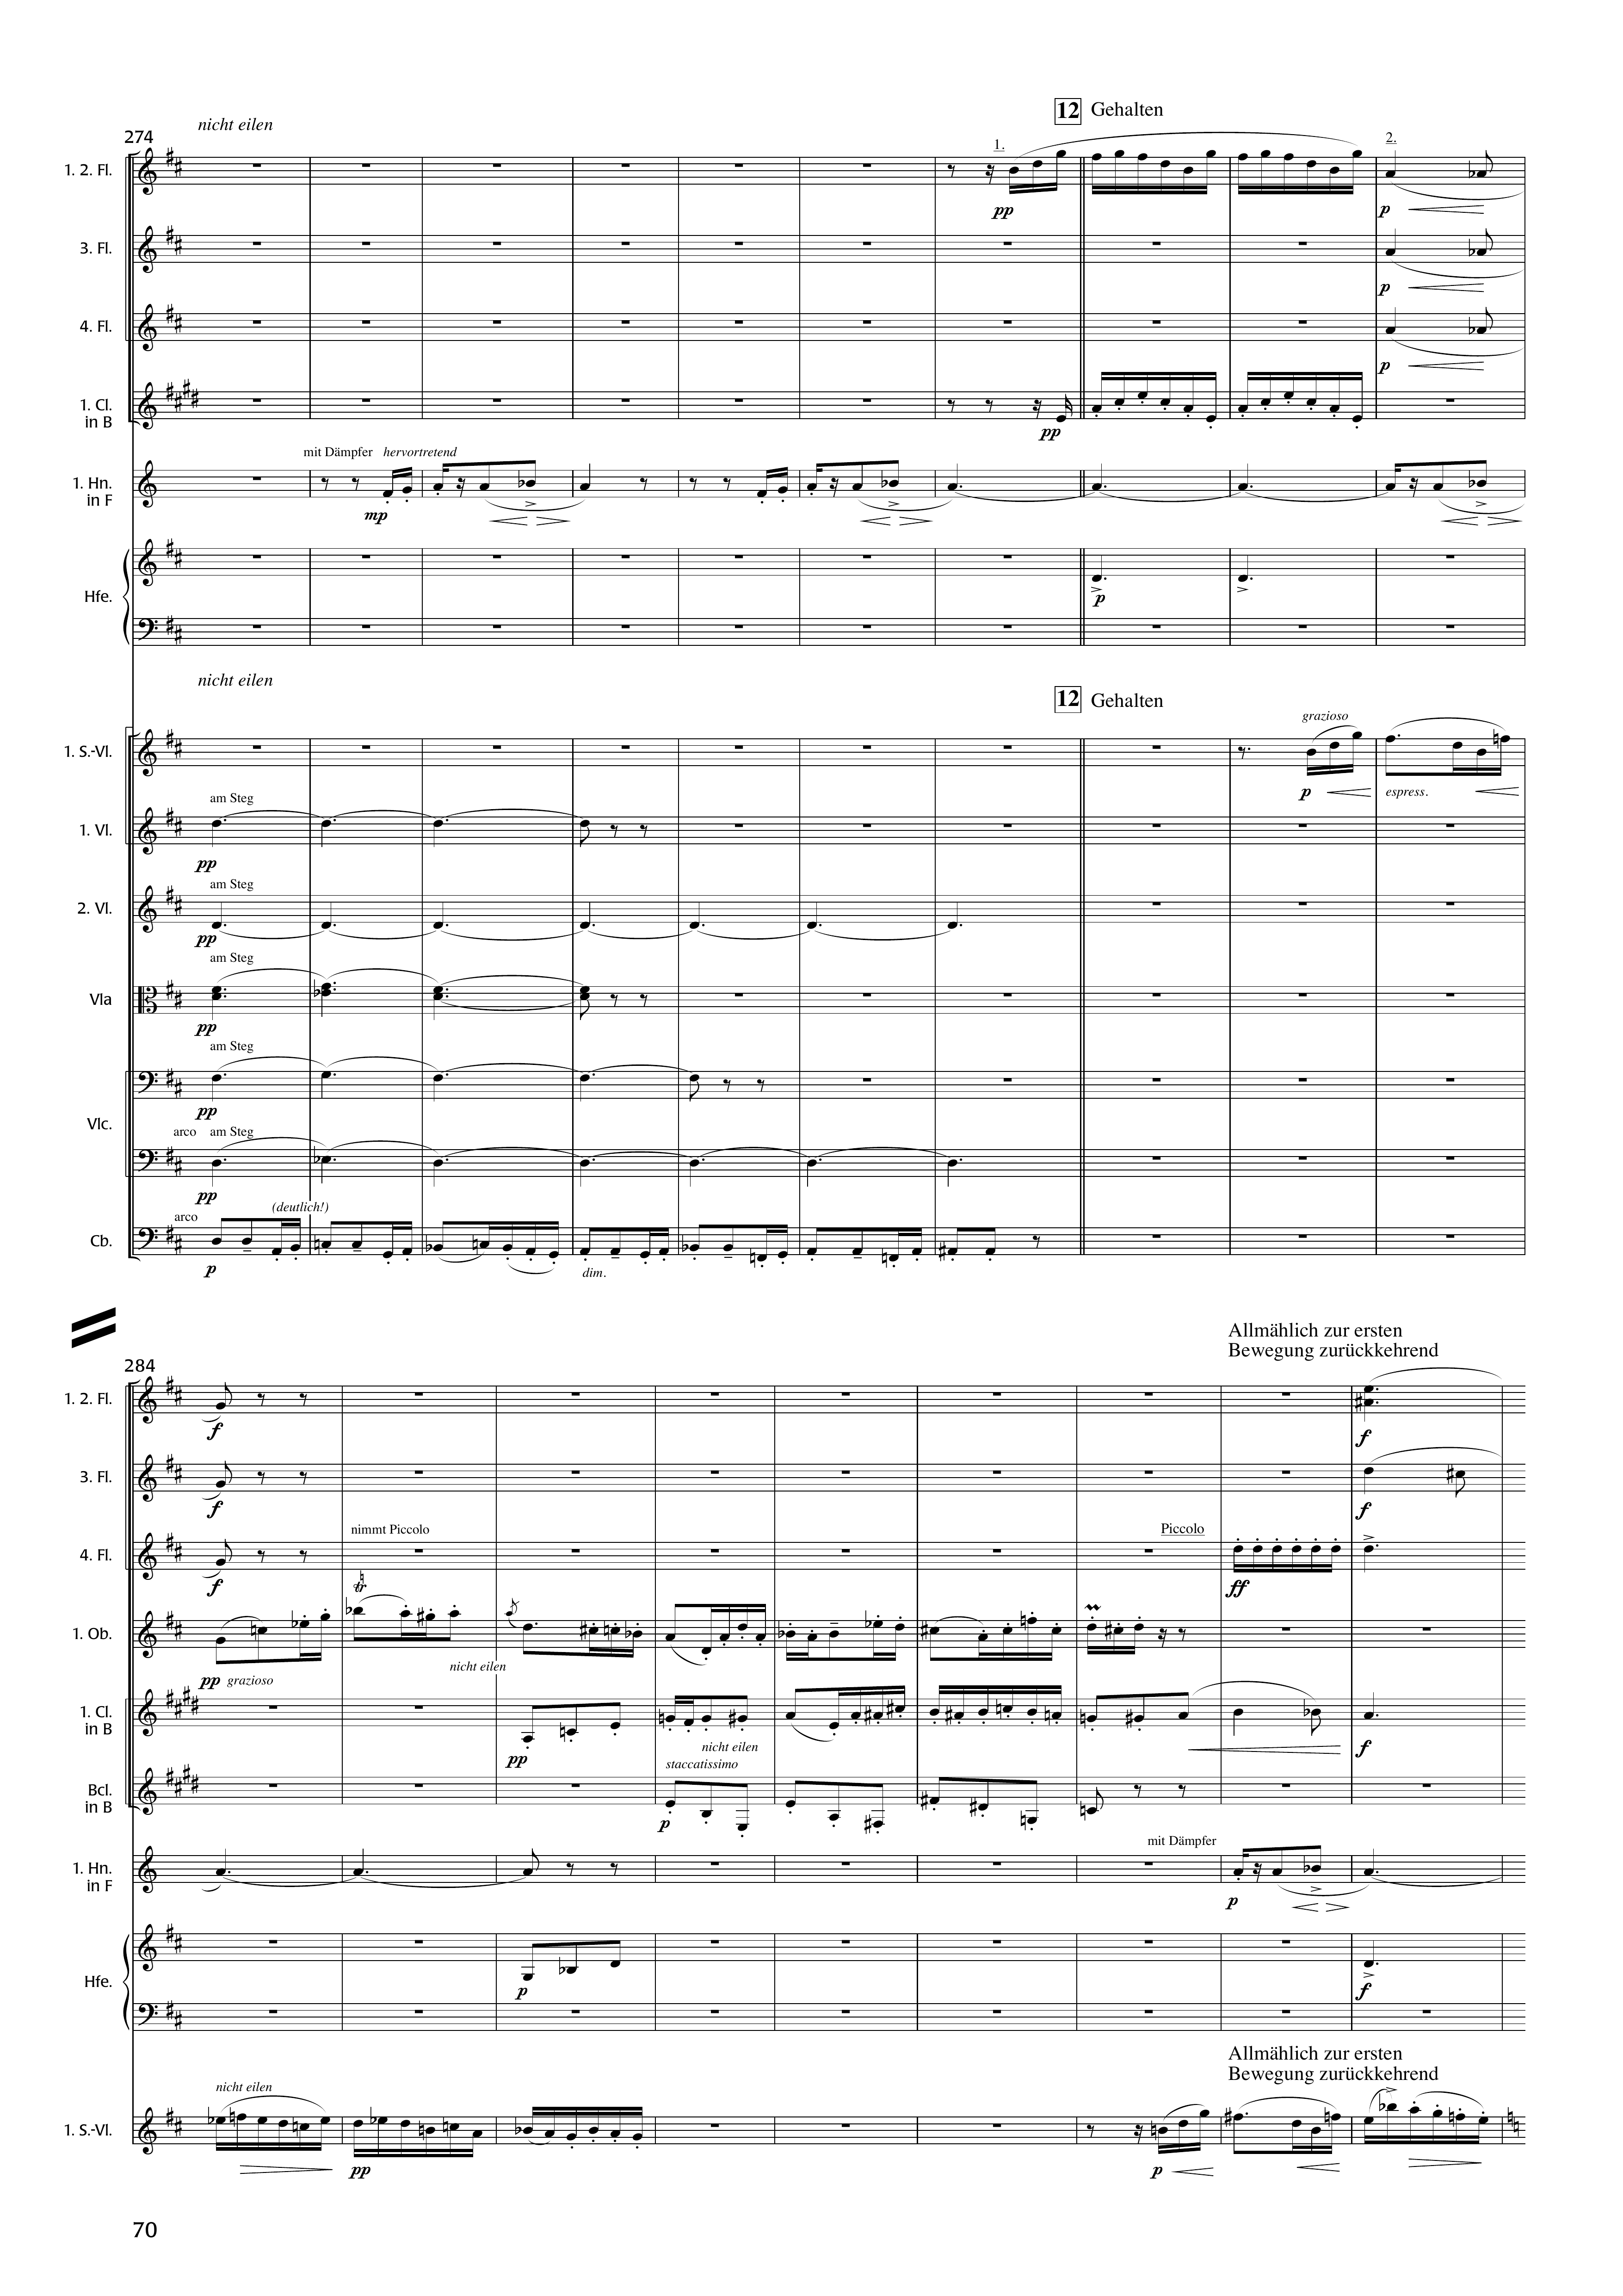 nicht eilen
12 Gehalten
274
1. 2. Fl.
1.
2.
pp
p
3. Fl.
p
4. Fl.
p
1. Cl.
in B
pp
mit Dämpfer hervortretend
1. Hn.
in F
mp
Hfe.
p
nicht eilen
12 Gehalten
grazioso
1. S.-Vl.
p
espress.
am Steg
1. Vl.
pp
am Steg
2. Vl.
pp
am Steg
Vla
pp
am Steg
pp
Vlc.
arco am Steg
pp
(deutlich!)
arco
Cb.
p
dim.
Allmählich zur ersten
Bewegung zurückkehrend
284
1. 2. Fl.
f
f
3. Fl.
f
f
nimmt Piccolo
Piccolo
4. Fl.
f
ff
tr
1. Ob.
pp grazioso
nicht eilen
1. Cl.
in B
pp
nicht eilen
f
staccatissimo
Bcl.
in B
p
mit Dämpfer
1. Hn.
in F
p
Hfe.
p
f
Allmählich zur ersten
Bewegung zurückkehrend
nicht eilen
1. S.-Vl.
pp
p
70